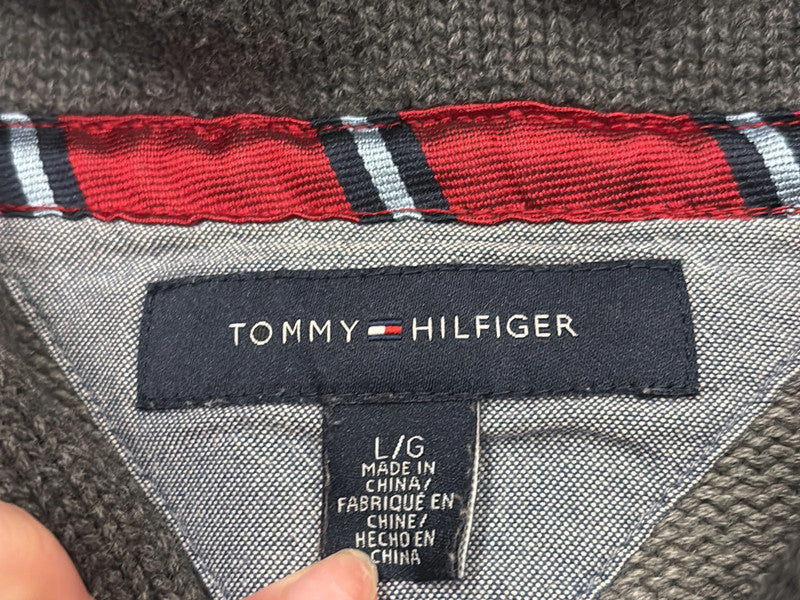 TOMMY HILFIGER
L/G
MADE IN
CHINA/
FABRIQUÉ EN
CHINE/
HECHO EN
CHINA